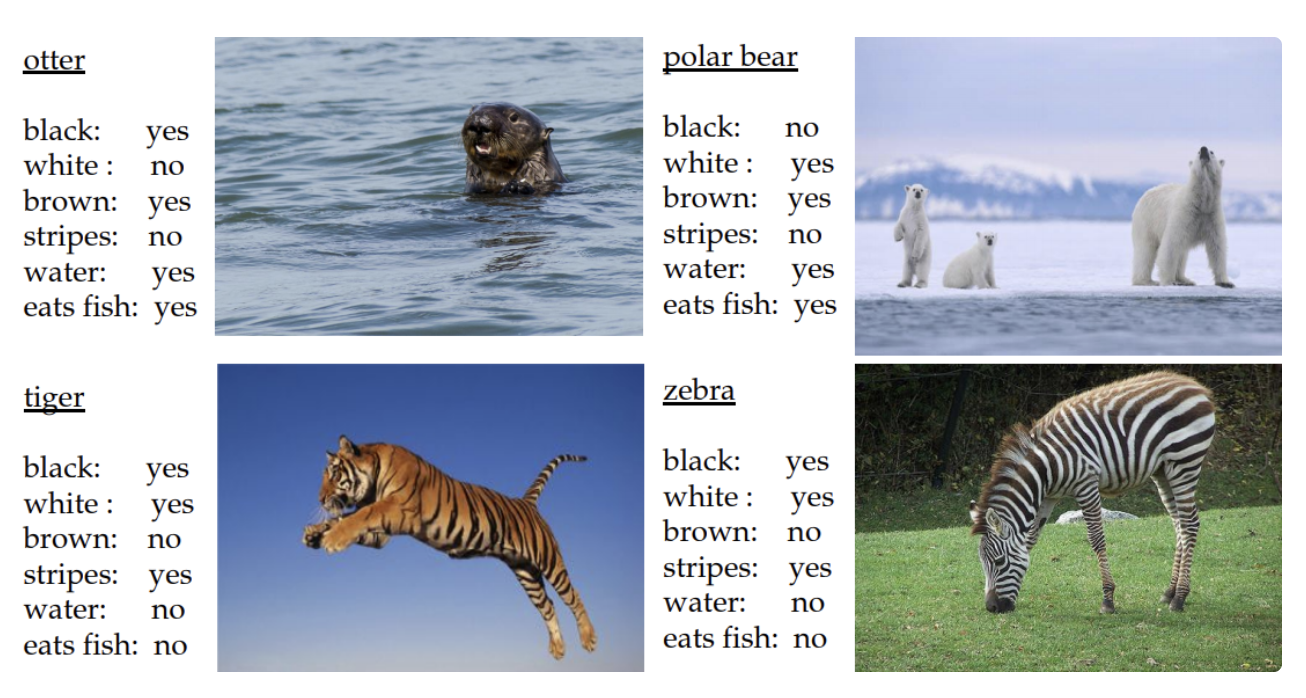 otter
black: yes
white : no
brown: yes
stripes: no
water: yes
eats fish: yes
polar bear
black: no
white : yes
brown: yes
stripes: no
water: yes
eats fish: yes
tiger
black: yes
white : yes
brown: no
stripes: yes
water: no
eats fish: no
zebra
black: yes
white : yes
brown: no
stripes: yes
water: no
eats fish: no